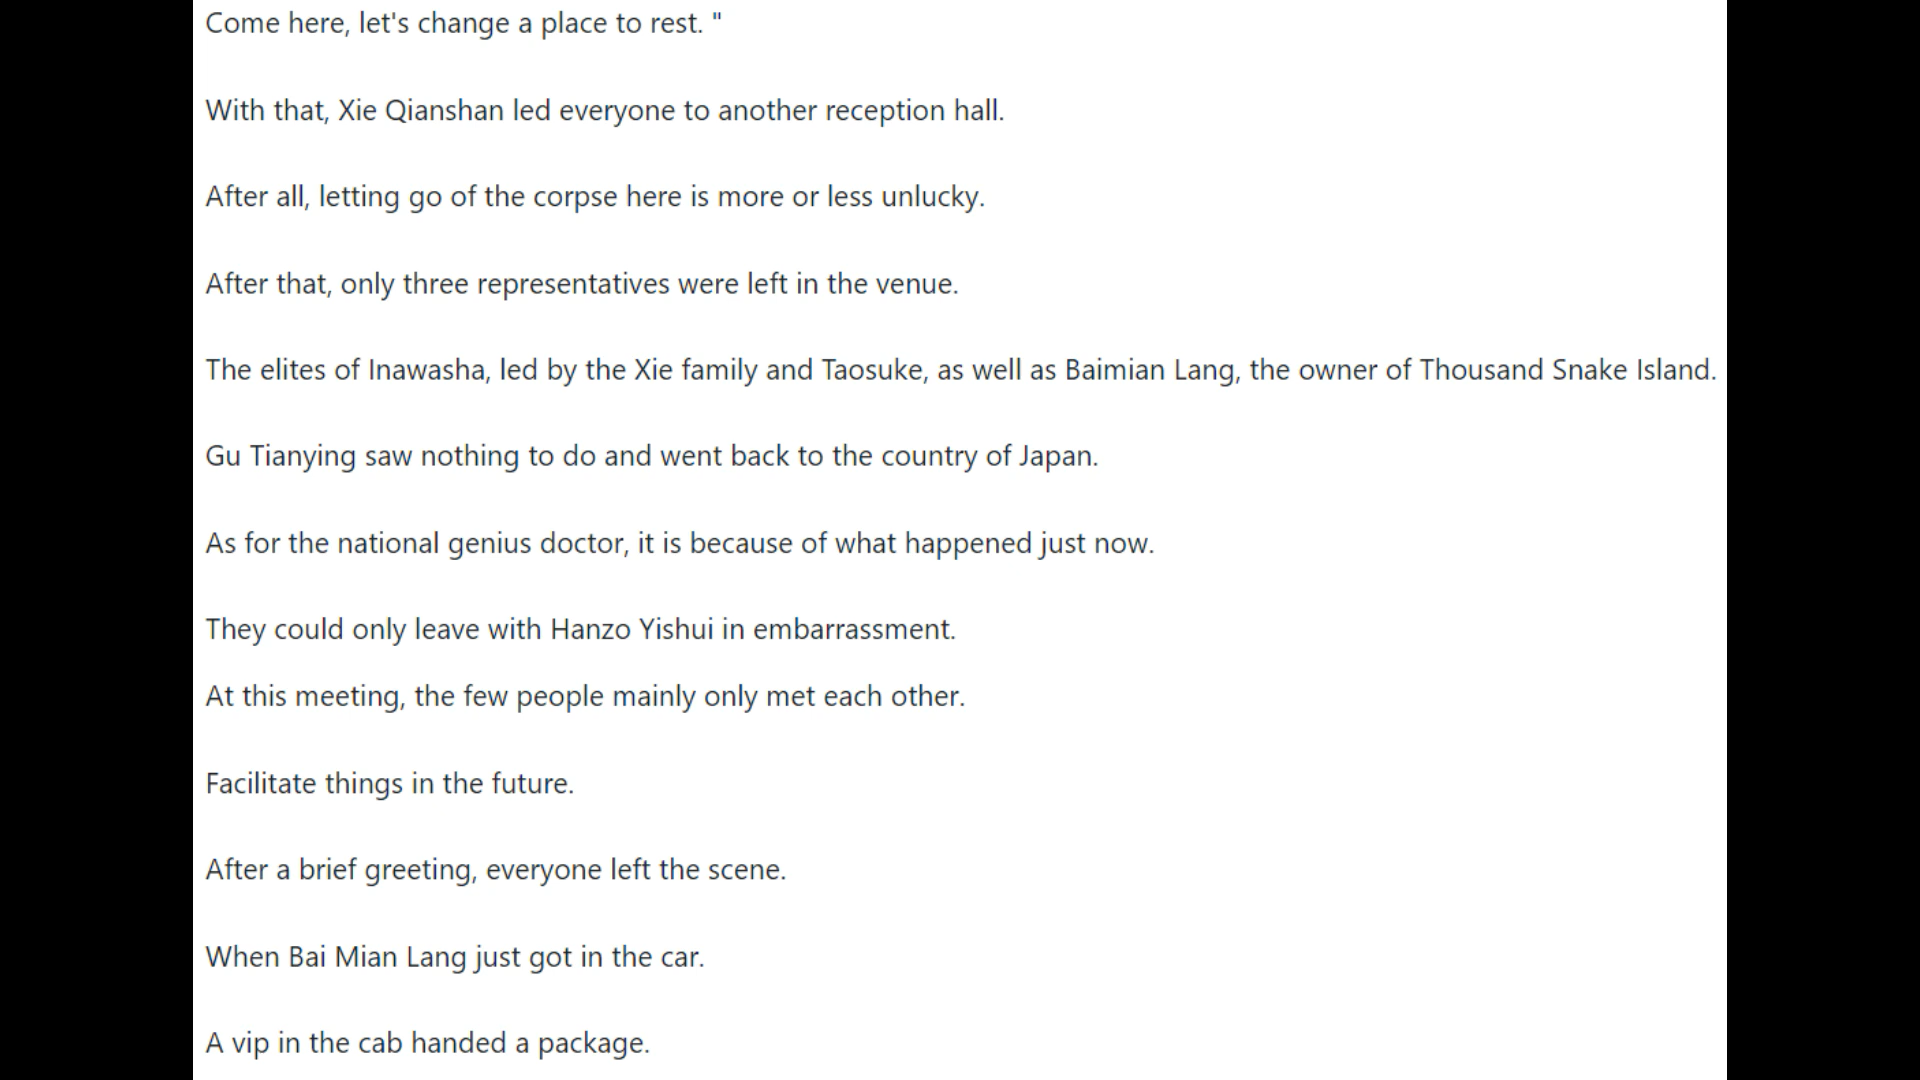 Come here, let's change a place to rest. "
With that, Xie Qianshan led everyone to another reception hall.
After all, letting go of the corpse here is more or less unlucky.
After that, only three representatives were left in the venue.
The elites of Inawasha, led by the Xie family and Taosuke, as well as Baimian Lang, the owner of Thousand Snake Island.
Gu Tianying saw nothing to do and went back to the country of Japan.
As for the national genius doctor, it is because of what happened just now.
They could only leave with Hanzo Yishui in embarrassment.
At this meeting, the few people mainly only met each other.
Facilitate things in the future.
After a brief greeting, everyone left the scene.
When Bai Mian Lang just got in the car.
A vip in the cab handed a package.